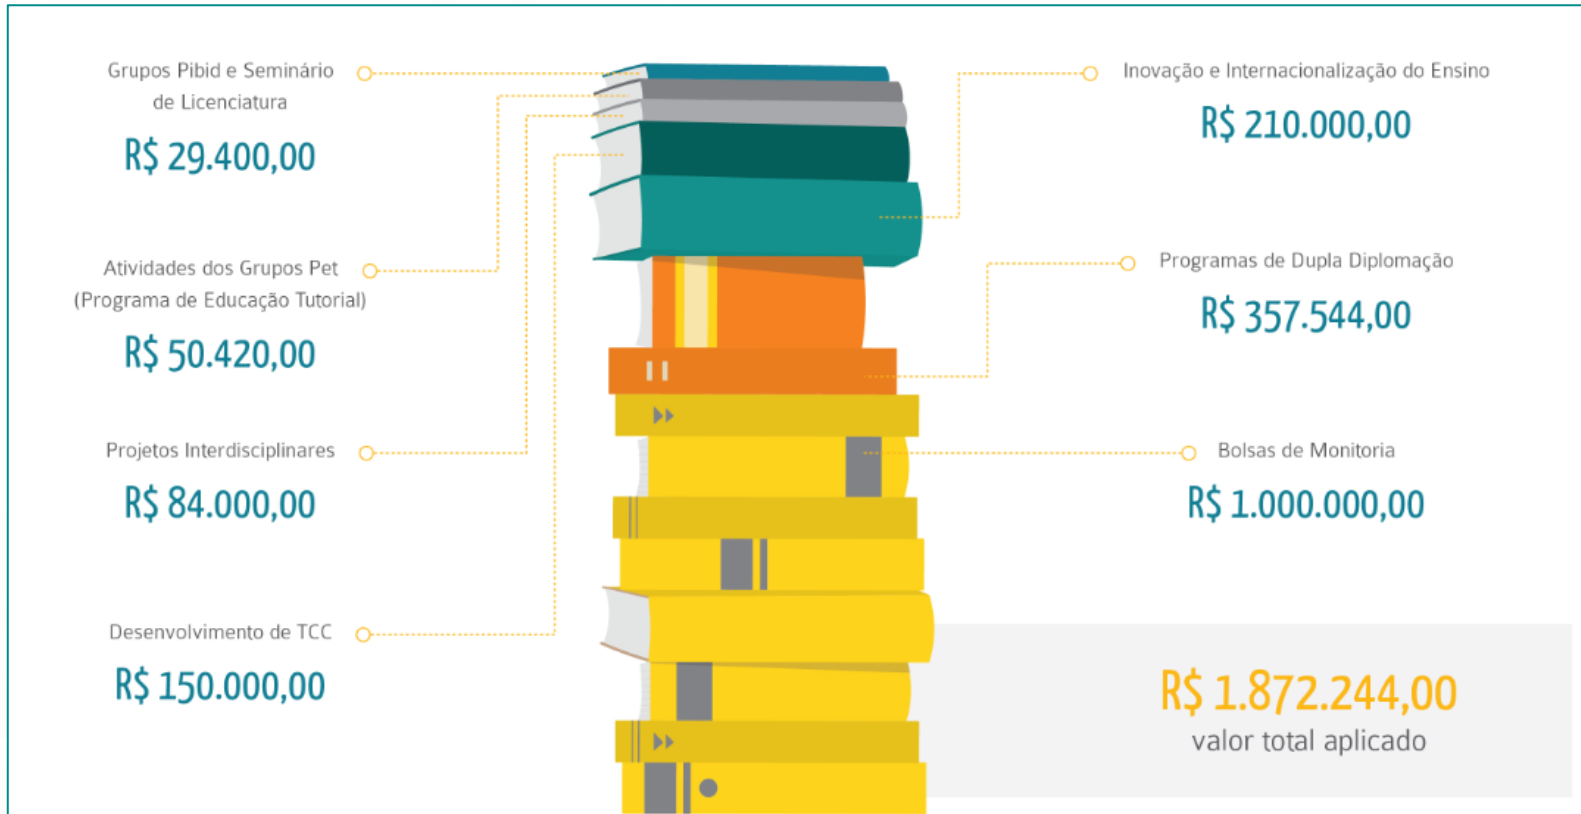 Grupos Pibid e Seminário
de Licenciatura
R$ 29.400,00
Atividades dos Grupos Pet
(Programa de Educação Tutorial)
R$ 50.420,00
Projetos Interdisciplinares
R$ 84.000,00
Desenvolvimento de TCC
R$ 150.000,00
Inovação e Internacionalização do Ensino
R$ 210.000,00
Programas de Dupla Diplomação
R$ 357.544,00
Bolsas de Monitoria
R$ 1.000.000,00
R$ 1.872.244,00
valor total aplicado